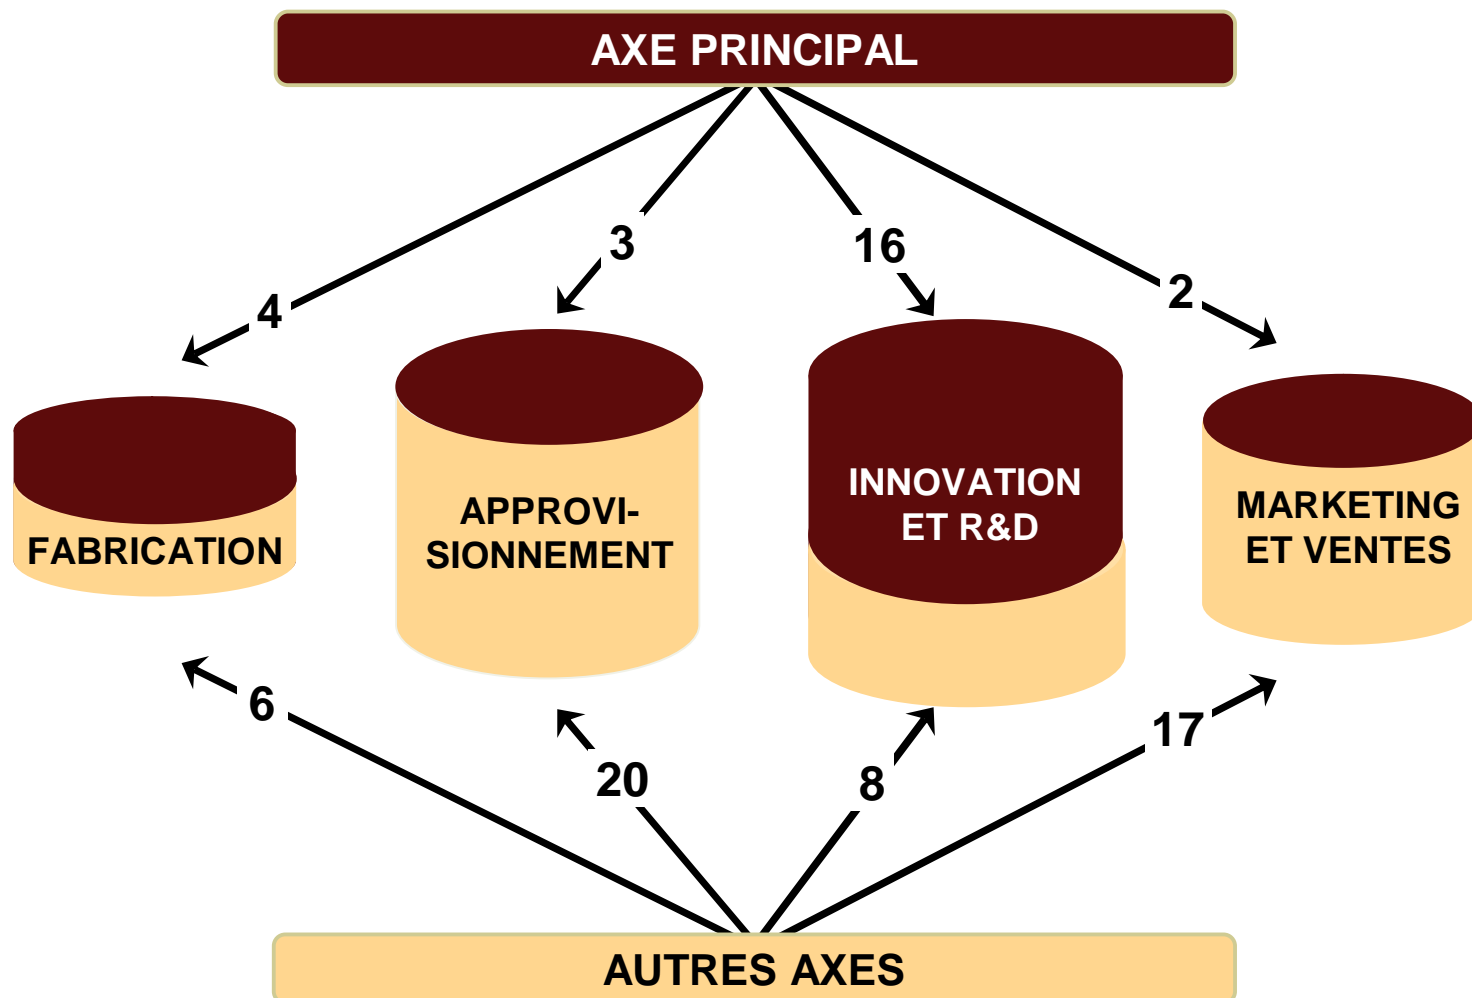 AXE PRINCIPAL
3
16
2
4
FABRICATION
APPROVI-
SIONNEMENT
INNOVATION
ET R&D
MARKETING
ET VENTES
6
20
8
17
AUTRES AXES